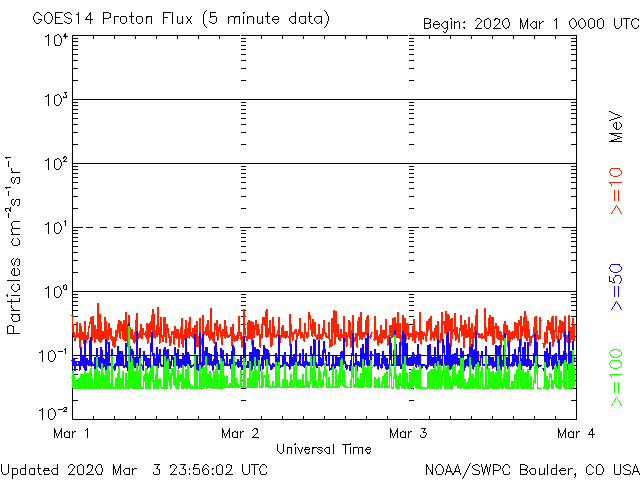 GOES14 Proton Flux (5 minute data)
Begin: 2020 Mar 1 0000 UTC
10⁴
10³
10²
10¹
10⁰
10⁻¹
10⁻²
Particles cm⁻²s⁻¹sr⁻¹
MeV
>=10
>=50
>=100
Mar 1
Mar 2
Mar 3
Mar 4
Universal Time
Updated 2020 Mar 3 23:56:02 UTC
NOAA/SWPC Boulder, CO USA